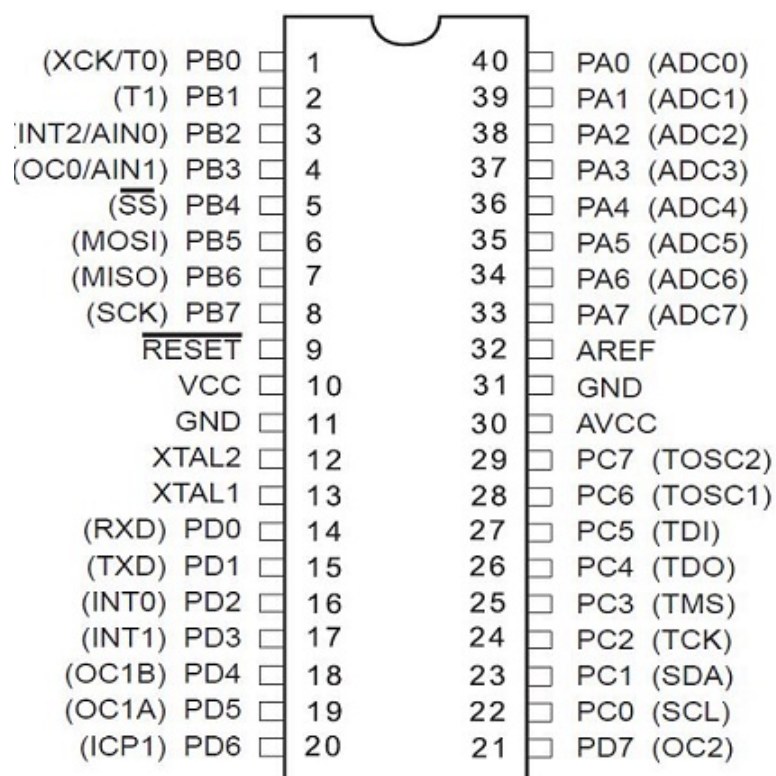 (XCK/T0) PB0 1 40 PA0 (ADC0)
(T1) PB1 2 39 PA1 (ADC1)
(INT2/AIN0) PB2 3 38 PA2 (ADC2)
(OC0/AIN1) PB3 4 37 PA3 (ADC3)
(SS) PB4 5 36 PA4 (ADC4)
(MOSI) PB5 6 35 PA5 (ADC5)
(MISO) PB6 7 34 PA6 (ADC6)
(SCK) PB7 8 33 PA7 (ADC7)
RESET 9 32 AREF
VCC 10 31 GND
GND 11 30 AVCC
XTAL2 12 29 PC7 (TOSC2)
XTAL1 13 28 PC6 (TOSC1)
(RXD) PD0 14 27 PC5 (TDI)
(TXD) PD1 15 26 PC4 (TDO)
(INT0) PD2 16 25 PC3 (TMS)
(INT1) PD3 17 24 PC2 (TCK)
(OC1B) PD4 18 23 PC1 (SDA)
(OC1A) PD5 19 22 PC0 (SCL)
(ICP1) PD6 20 21 PD7 (OC2)